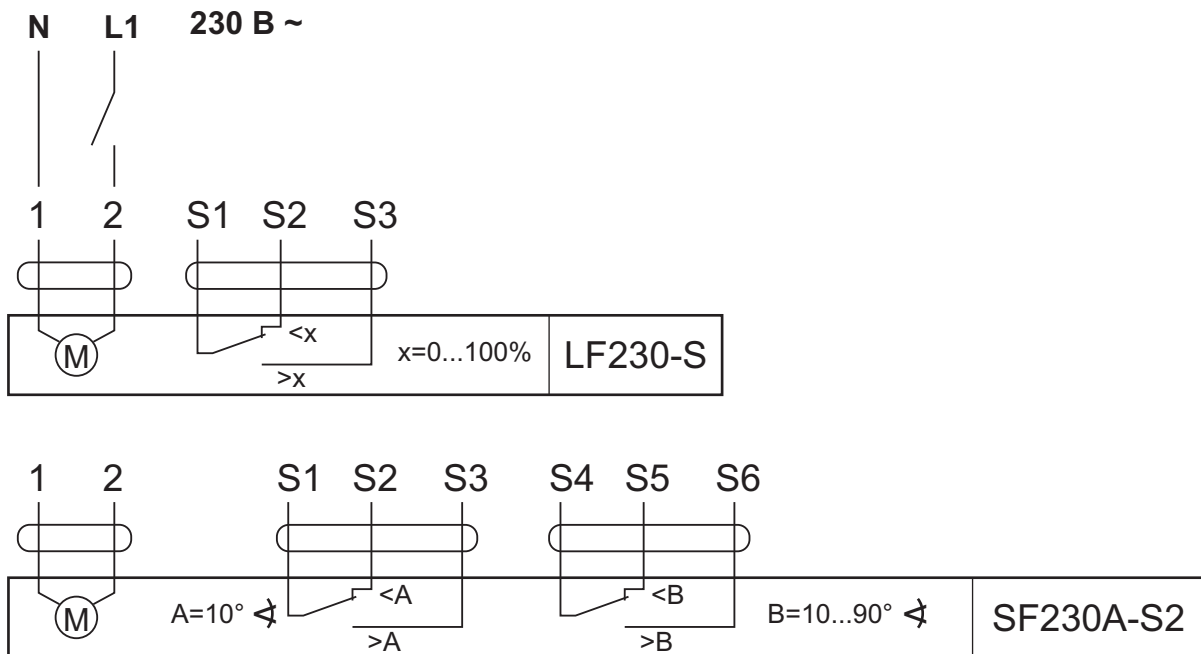 N L1 230 В ~
1 2 S1 S2 S3
M <x >x x=0...100% LF230-S
1 2 S1 S2 S3 S4 S5 S6
M A=10° ∢ <A >A <B >B B=10...90° ∢ SF230A-S2